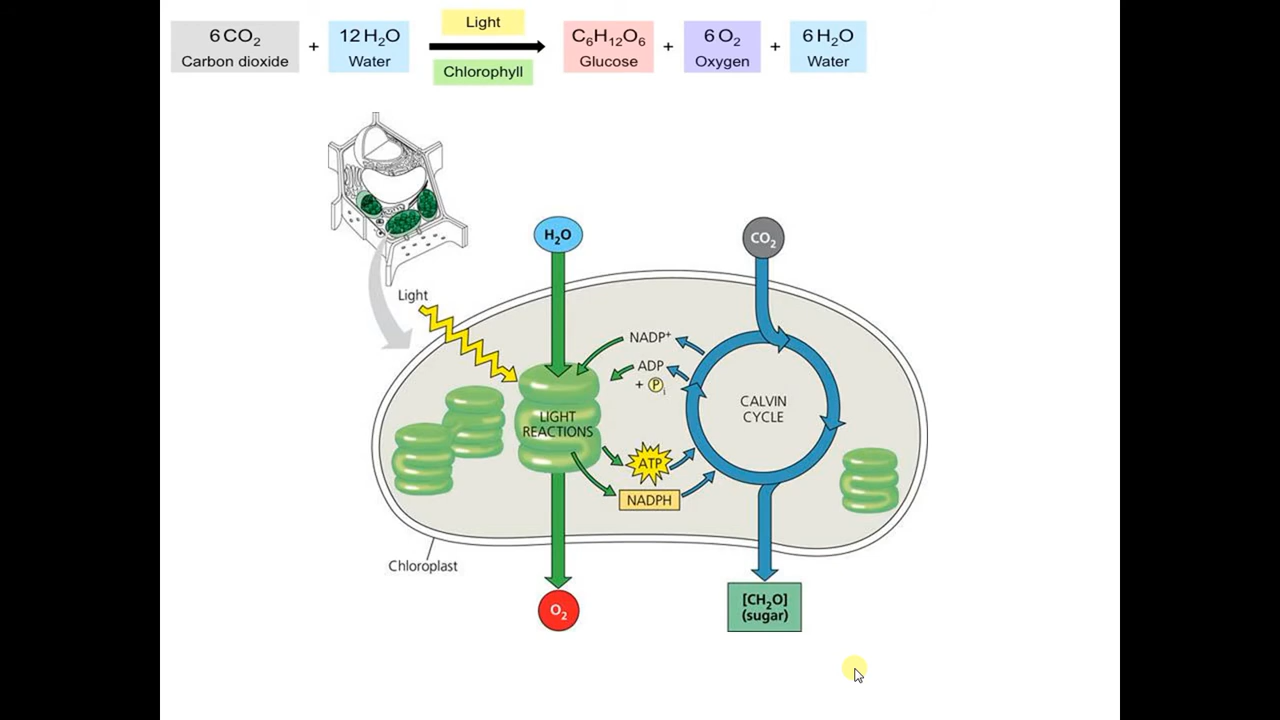 6 CO₂ + 12 H₂O Light C₆H₁₂O₆ + 6 O₂ + 6 H₂O
Carbon dioxide Water Chlorophyll Glucose Oxygen Water
H₂O
CO₂
Light
NADP⁺
ADP
+ Pᵢ
LIGHT
REACTIONS
CALVIN
CYCLE
ATP
NADPH
Chloroplast
O₂
[CH₂O]
(sugar)